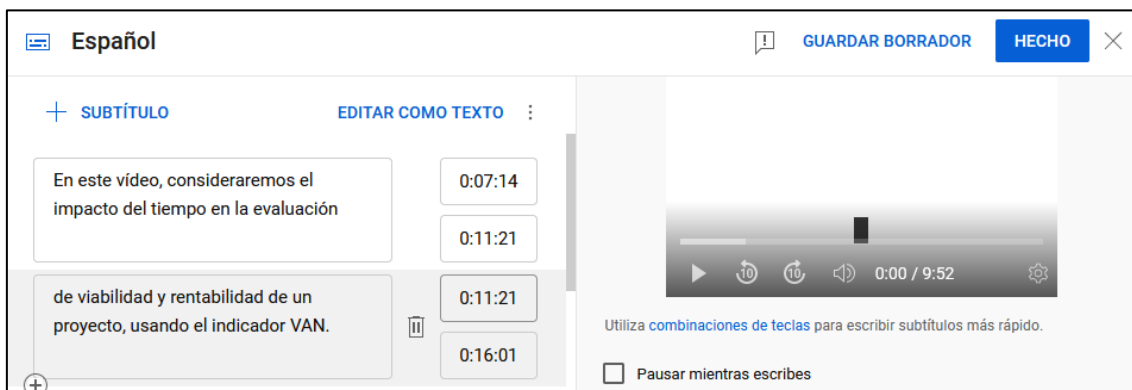 Español
GUARDAR BORRADOR
HECHO
SUBTÍTULO
EDITAR COMO TEXTO
En este vídeo, consideraremos el
impacto del tiempo en la evaluación
0:07:14
0:11:21
de viabilidad y rentabilidad de un
proyecto, usando el indicador VAN.
0:11:21
0:16:01
10
10
0:00 / 9:52
Utiliza combinaciones de teclas para escribir subtítulos más rápido.
Pausar mientras escribes